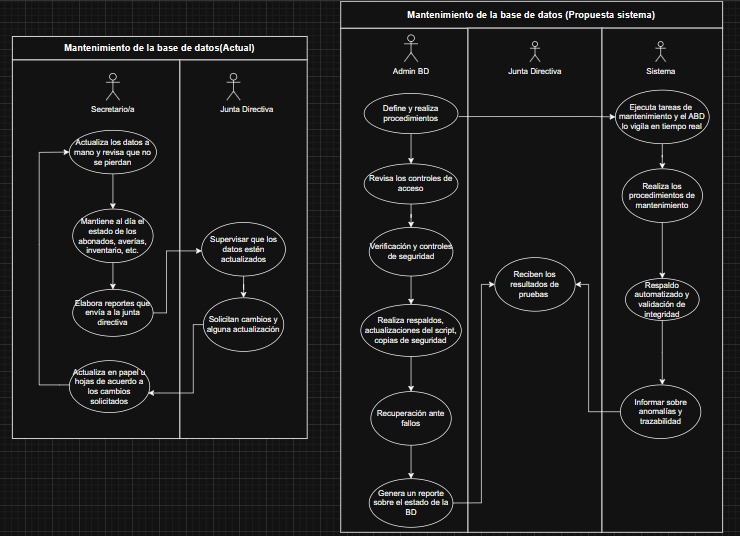 Mantenimiento de la base de datos(Actual)
Secretario/a
Junta Directiva
Actualiza los datos a
mano y revisa que no
se pierdan
Mantiene al día el
estado de los
abonados, averías,
inventario, etc.
Elabora reportes que
envía a la junta
directiva
Actualiza en papel u
hojas de acuerdo a
los cambios
solicitados
Supervisar que los
datos estén
actualizados
Solicitan cambios y
alguna actualización
Mantenimiento de la base de datos (Propuesta sistema)
Admin BD
Junta Directiva
Sistema
Define y realiza
procedimientos
Revisa los controles de
acceso
Verificación y controles
de seguridad
Realiza respaldos,
actualizaciones del script,
copias de seguridad
Recuperación ante
fallos
Genera un reporte
sobre el estado de la
BD
Reciben los
resultados de
pruebas
Ejecuta tareas de
mantenimiento y el ABD
lo vigila en tiempo real
Realiza los
procedimientos de
mantenimiento
Respaldo
automatizado y
validación de
integridad
Informar sobre
anomalías y
trazabilidad